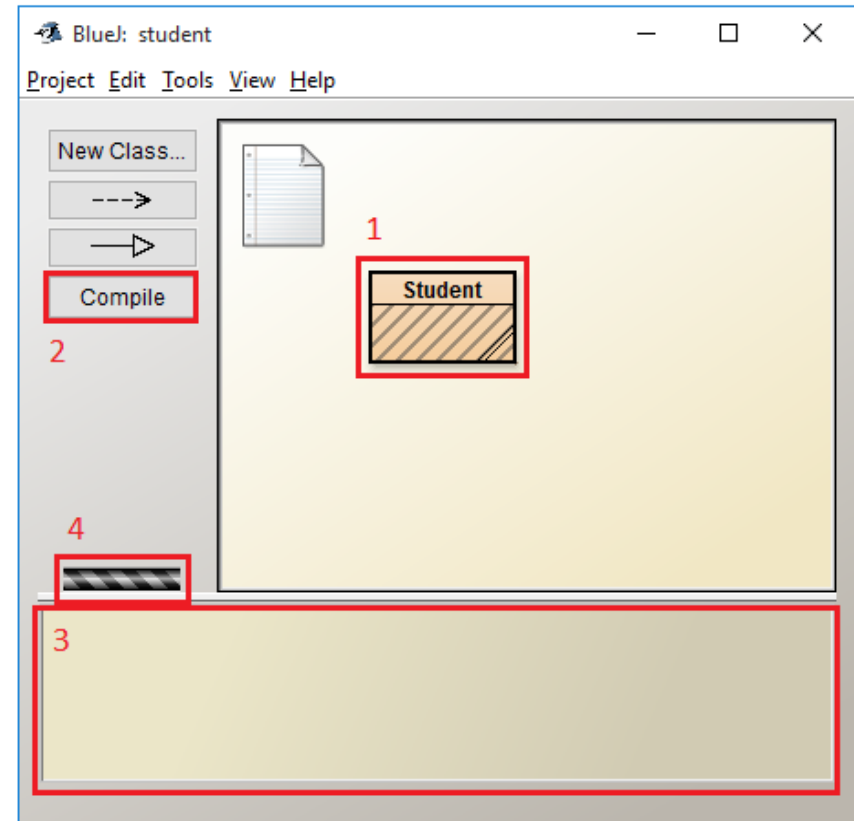 BlueJ: student
Project Edit Tools View Help
New Class...
1
Student
Compile
2
4
3